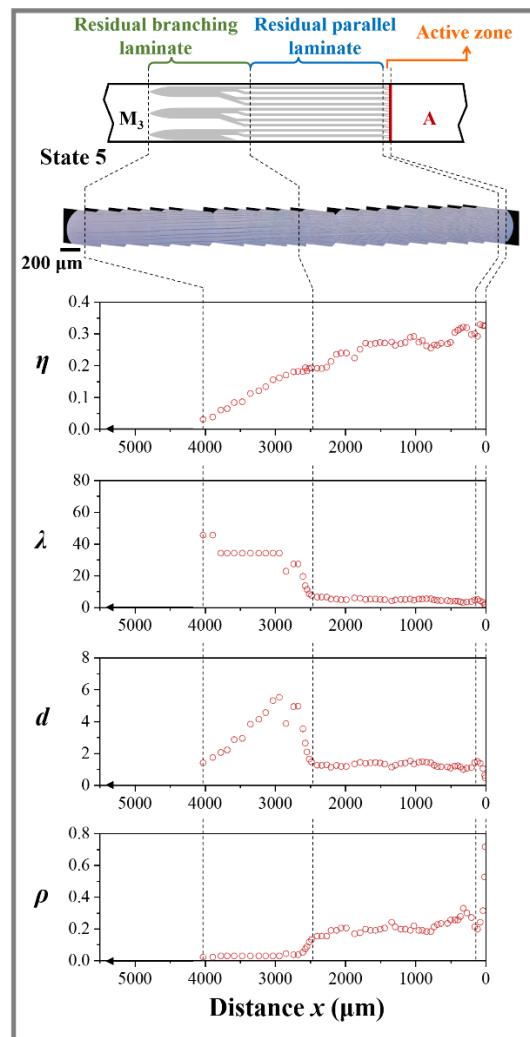 Residual branching laminate
Residual parallel laminate
Active zone
M₃
A
State 5
200 μm
0.4
0.3
0.2
0.1
0.0
η
5000 4000 3000 2000 1000 0
80
60
40
20
0
λ
5000 4000 3000 2000 1000 0
8
6
4
2
0
d
5000 4000 3000 2000 1000 0
0.8
0.6
0.4
0.2
0.0
ρ
5000 4000 3000 2000 1000 0
Distance x (μm)